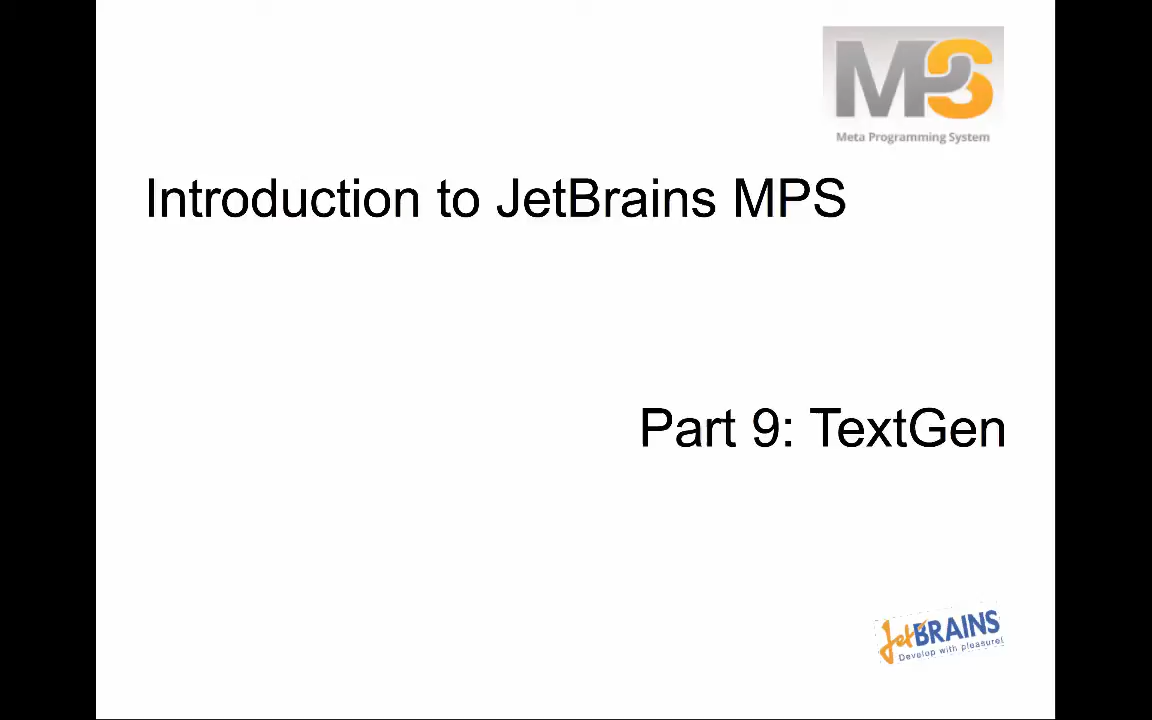 MPS
Meta Programming System
Introduction to JetBrains MPS
Part 9: TextGen
JetBRAINS
Develop with pleasure!